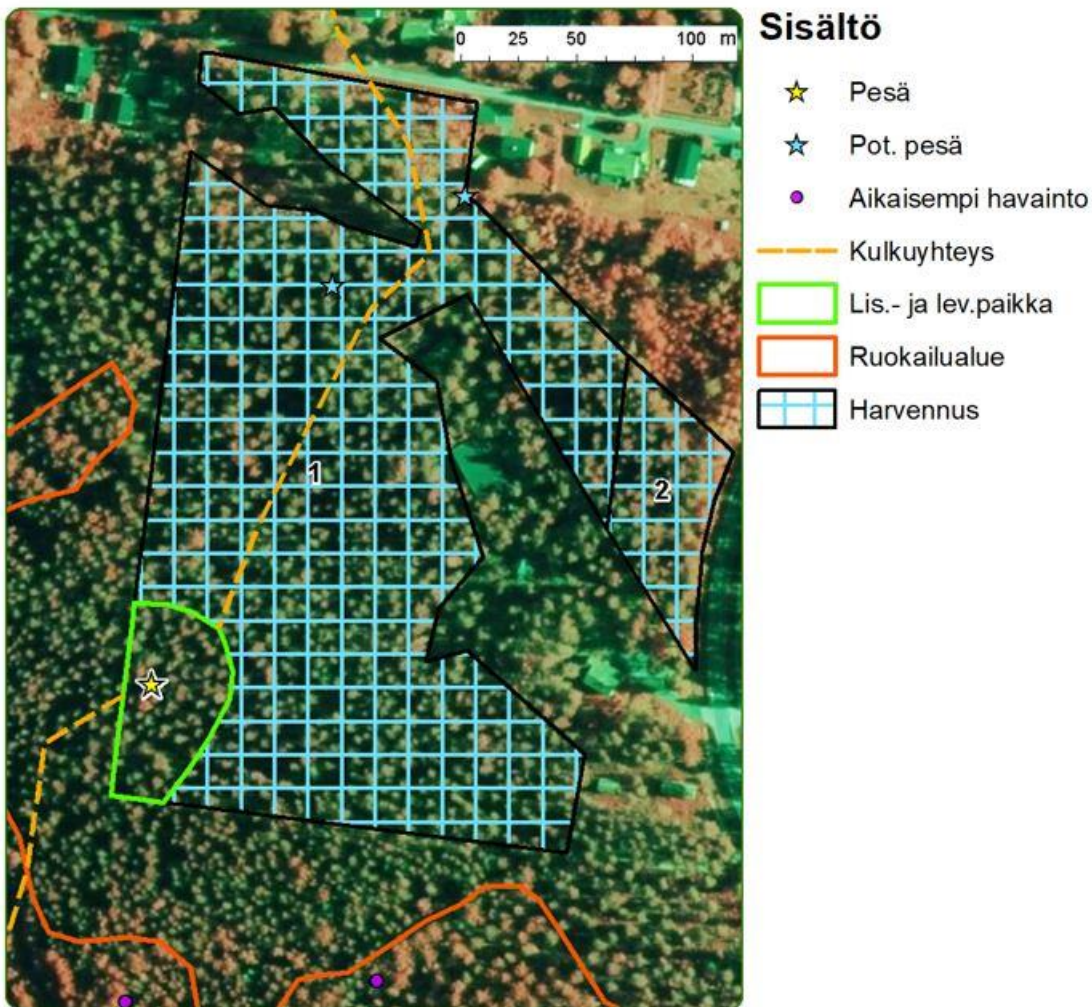 0 25 50 100 m
1
2
Sisältö
Pesä
Pot. pesä
Aikaisempi havainto
Kulkuyhteys
Lis.- ja lev.paikka
Ruokailualue
Harvennus